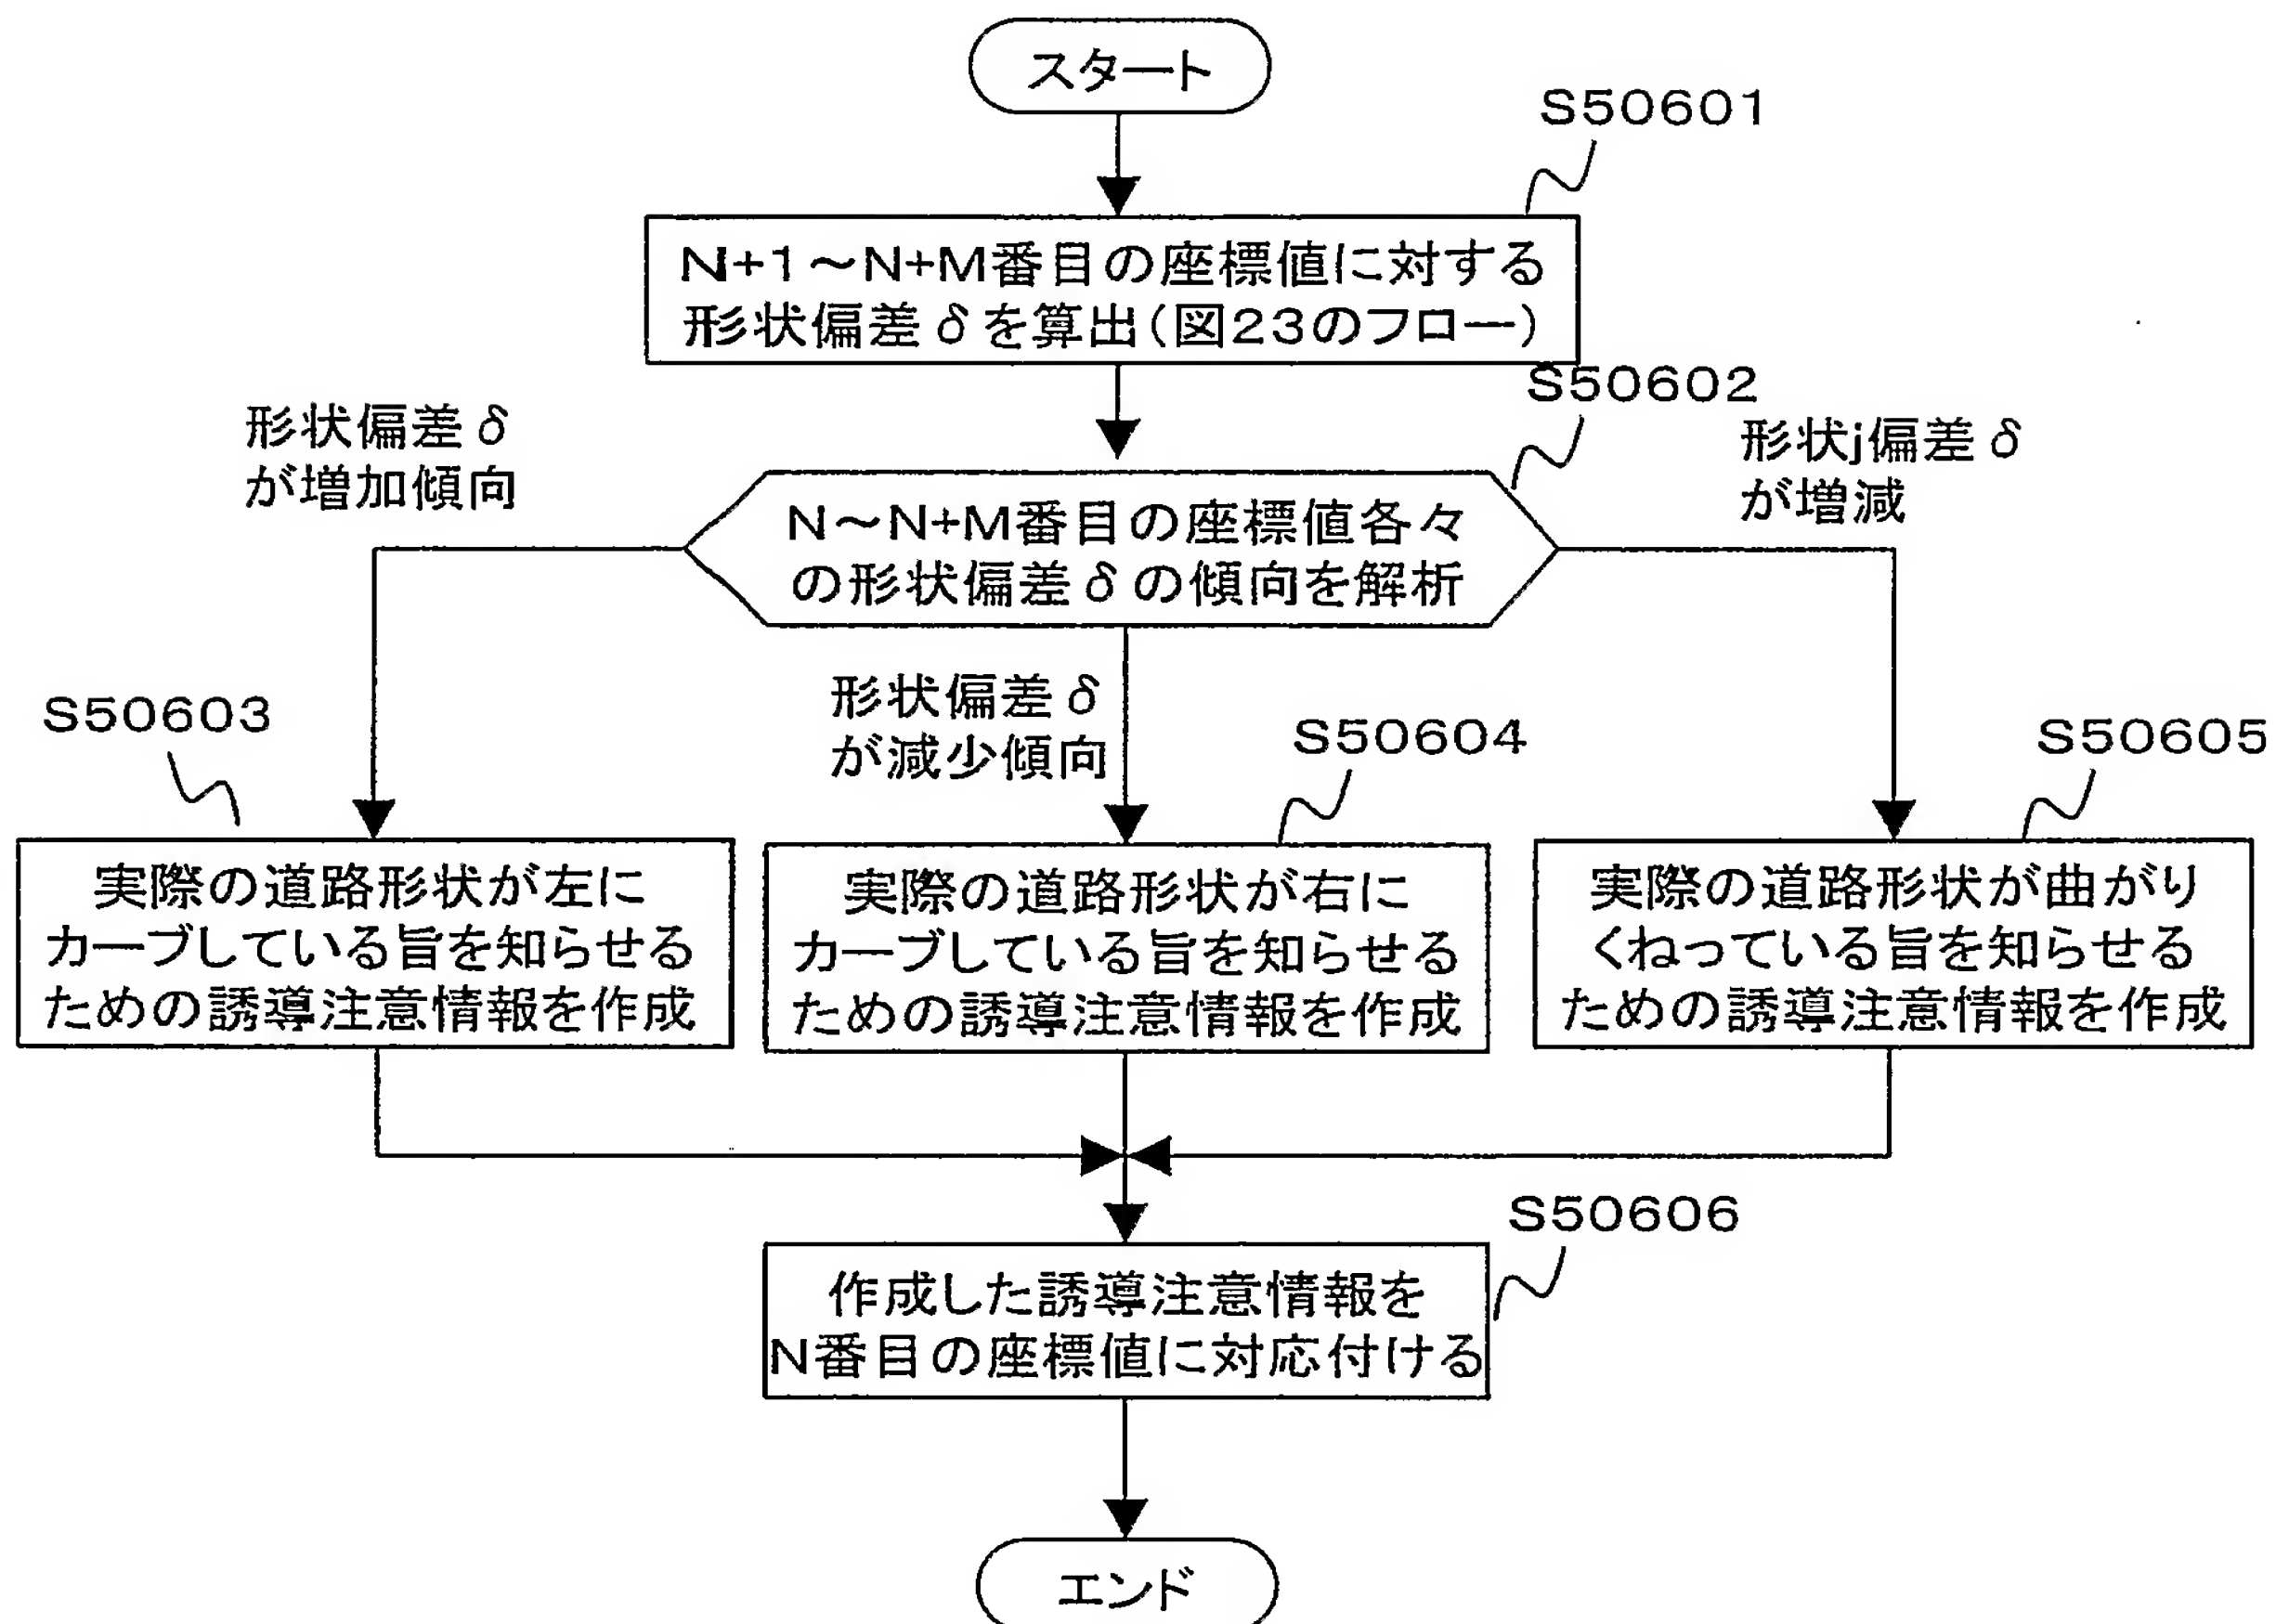 スタート
S50601
N+1～N+M番目の座標値に対する
形状偏差δを算出(図23のフロー)
S50602
形状偏差δ
が増加傾向
形状j偏差δ
が増減
N～N+M番目の座標値各々
の形状偏差δの傾向を解析
形状偏差δ
が減少傾向
S50603
S50604
S50605
実際の道路形状が左に
カーブしている旨を知らせる
ための誘導注意情報を作成
実際の道路形状が右に
カーブしている旨を知らせる
ための誘導注意情報を作成
実際の道路形状が曲がり
くねっている旨を知らせる
ための誘導注意情報を作成
S50606
作成した誘導注意情報を
N番目の座標値に対応付ける
エンド